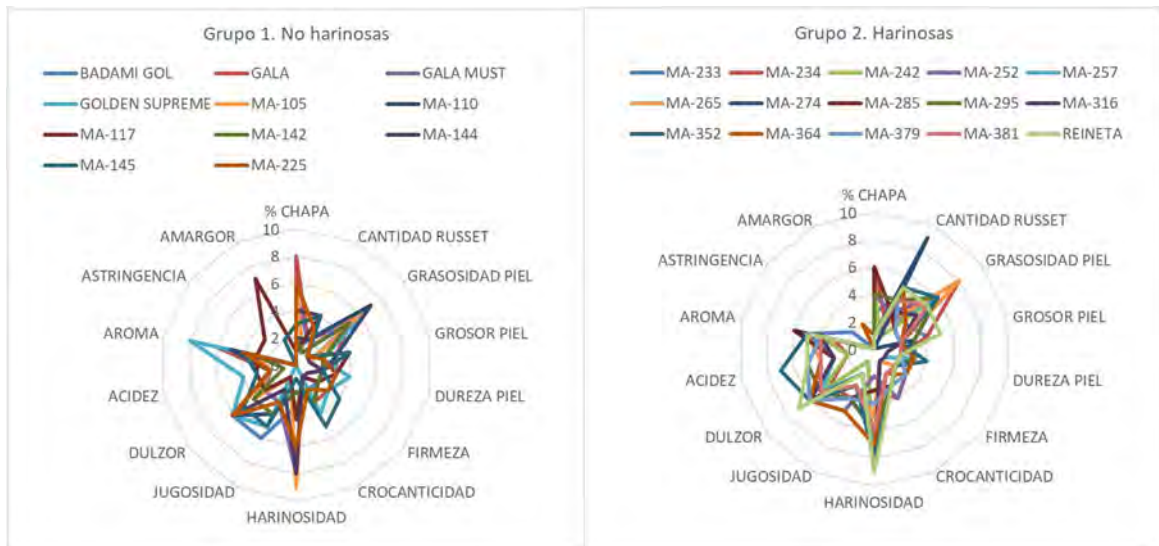 Grupo 1. No harinosas
BADAMI GOL GALA GALA MUST
GOLDEN SUPREME MA-105 MA-110
MA-117 MA-142 MA-144
MA-145 MA-225
% CHAPA
10
AMARGOR CANTIDAD RUSSET
8
ASTRINGENCIA 6 GRASOSIDAD PIEL
4
AROMA 2 GROSOR PIEL
ACIDEZ DUREZA PIEL
DULZOR FIRMEZA
JUGOSIDAD CROCANTICIDAD
HARINOSIDAD
Grupo 2. Harinosas
MA-233 MA-234 MA-242 MA-252 MA-257
MA-265 MA-274 MA-285 MA-295 MA-316
MA-352 MA-364 MA-379 MA-381 REINETA
% CHAPA
10
AMARGOR CANTIDAD RUSSET
8
ASTRINGENCIA 6 GRASOSIDAD PIEL
4
AROMA 2 GROSOR PIEL
0
ACIDEZ DUREZA PIEL
DULZOR FIRMEZA
JUGOSIDAD CROCANTICIDAD
HARINOSIDAD